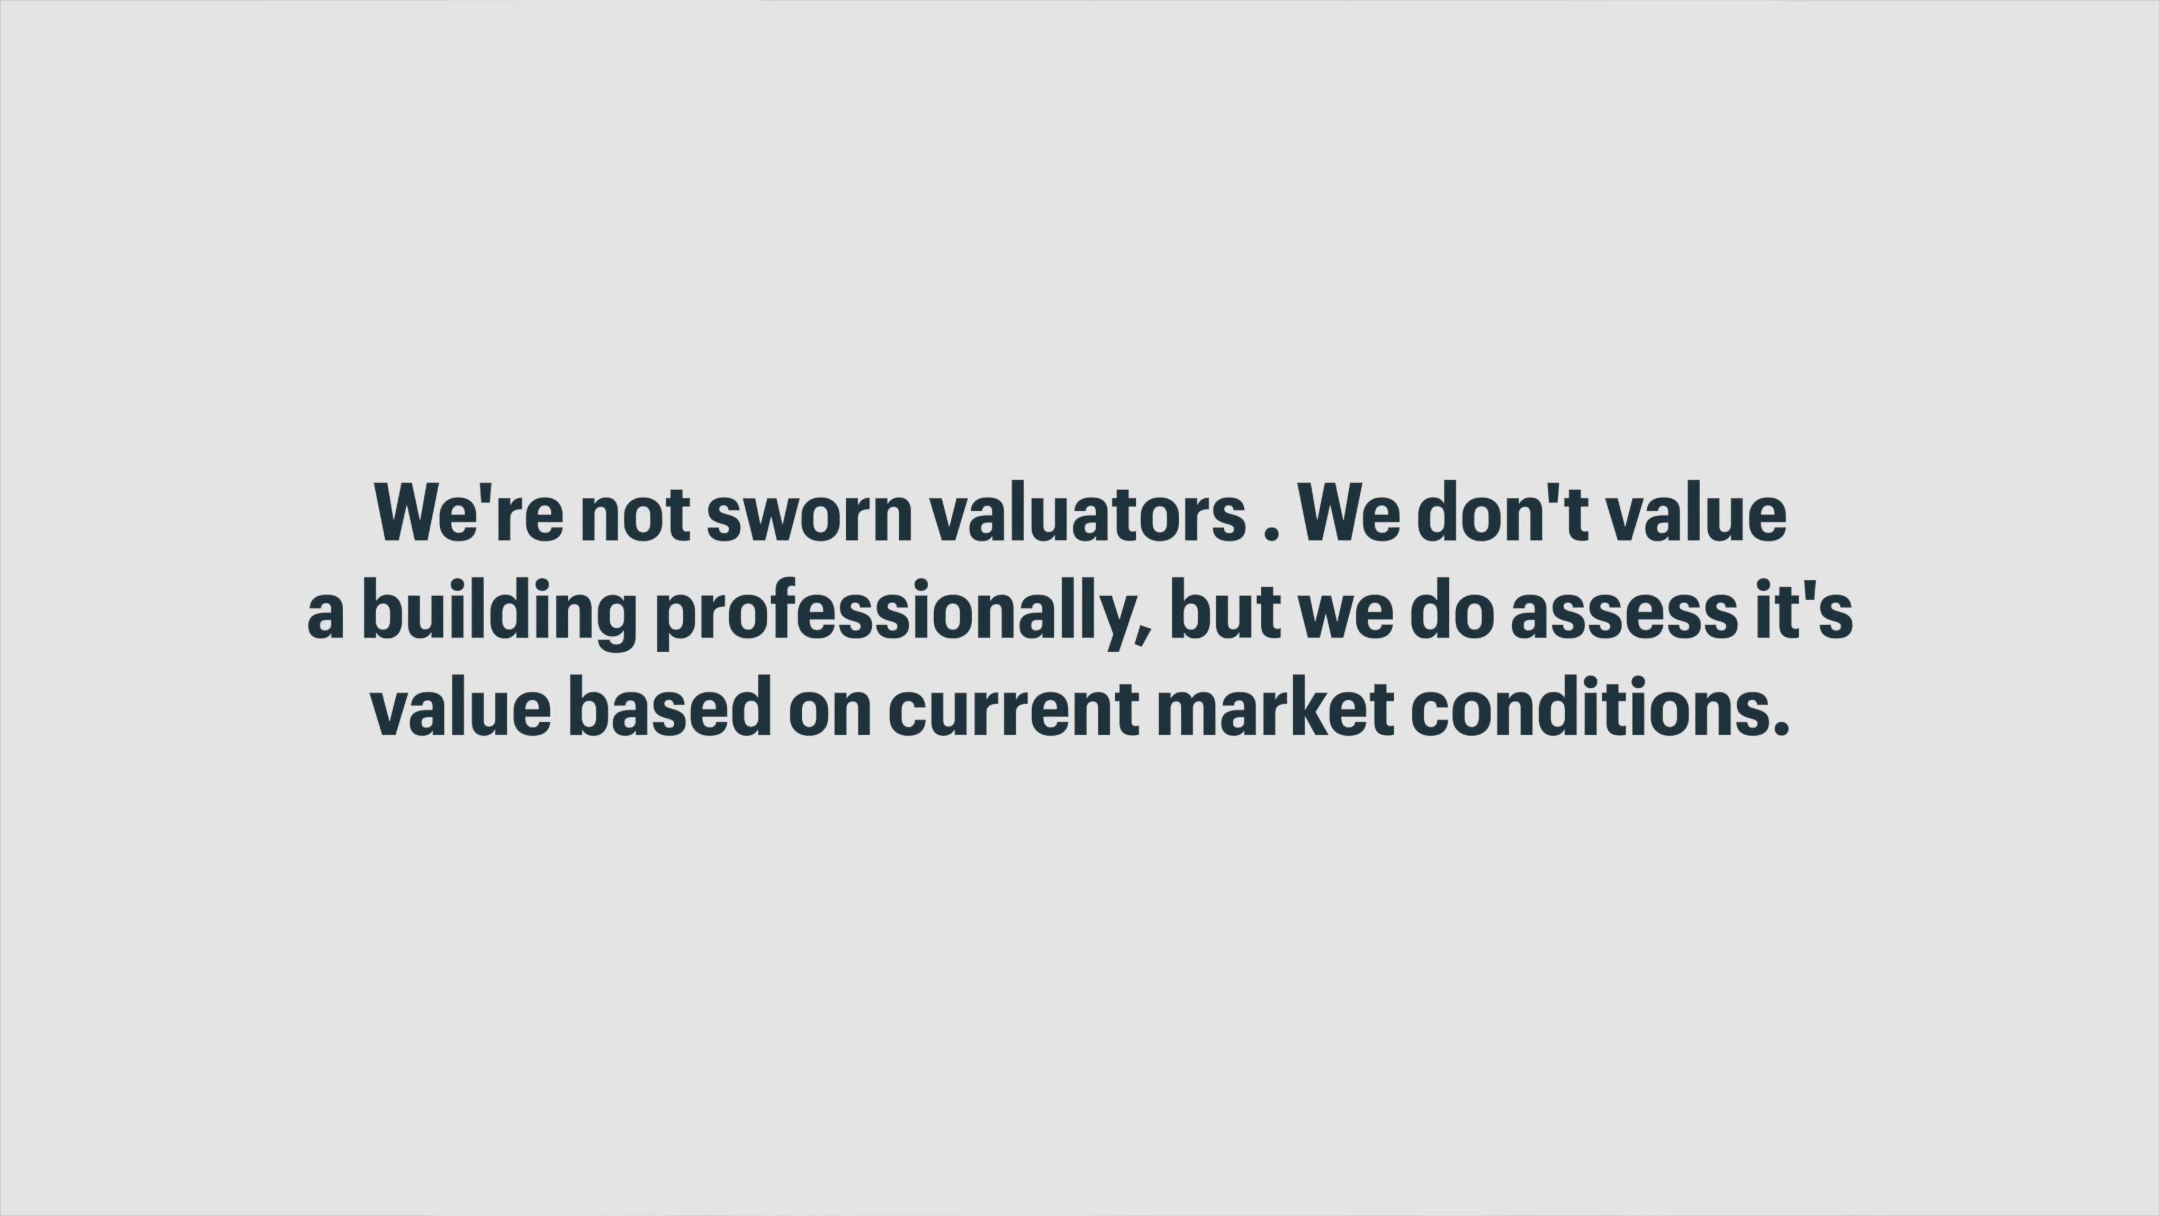 We're not sworn valuators . We don't value
a building professionally, but we do assess it's
value based on current market conditions.